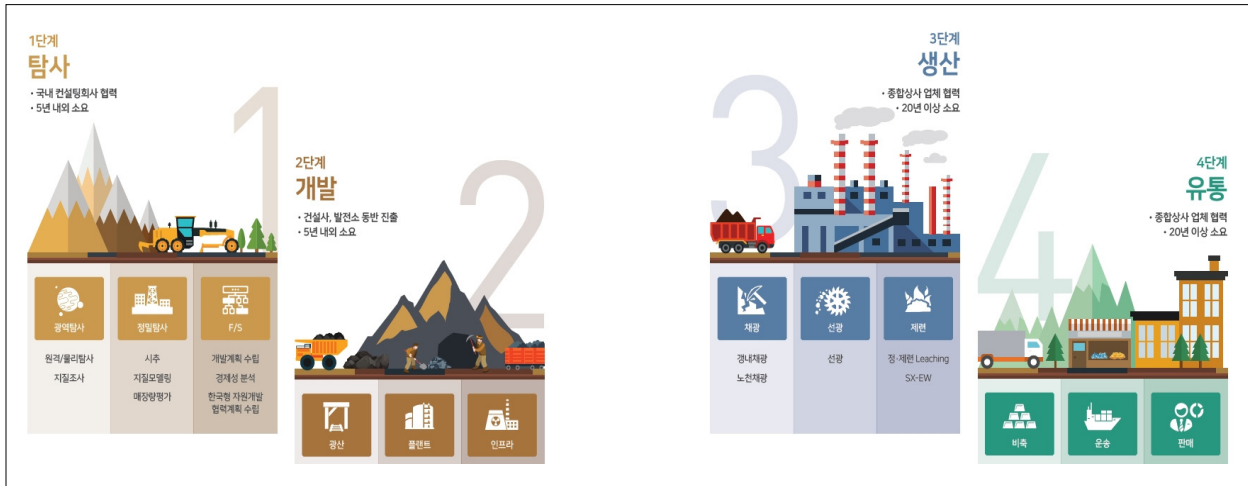 1단계
탐사
· 국내 컨설팅회사 협력
· 5년 내외 소요
1
광역탐사
원격/물리탐사
지질조사
정밀탐사
시추
지질모델링
매장량평가
F/S
개발계획 수립
경제성 분석
한국형 자원개발
협력계획 수립
2단계
개발
· 건설사, 발전소 동반 진출
· 5년 내외 소요
2
광산
플랜트
인프라
3단계
생산
· 종합상사 업체 협력
· 20년 이상 소요
3
채광
갱내채광
노천채광
선광
선광
제련
정·제련 Leaching
SX-EW
4단계
유통
· 종합상사 업체 협력
· 20년 이상 소요
4
비축
운송
판매